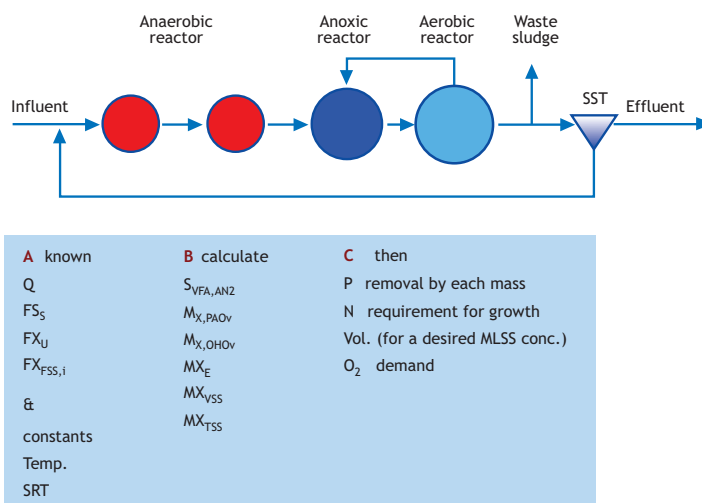 Anaerobic
reactor
Anoxic
reactor
Aerobic
reactor
Waste
sludge
Influent
SST
Effluent
A known
Q
FS_S
FX_U
FX_FSS,i
&
constants
Temp.
SRT
B calculate
S_VFA,AN2
M_X,PAOv
M_X,OHOv
MX_E
MX_VSS
MX_TSS
C then
P removal by each mass
N requirement for growth
Vol. (for a desired MLSS conc.)
O₂ demand